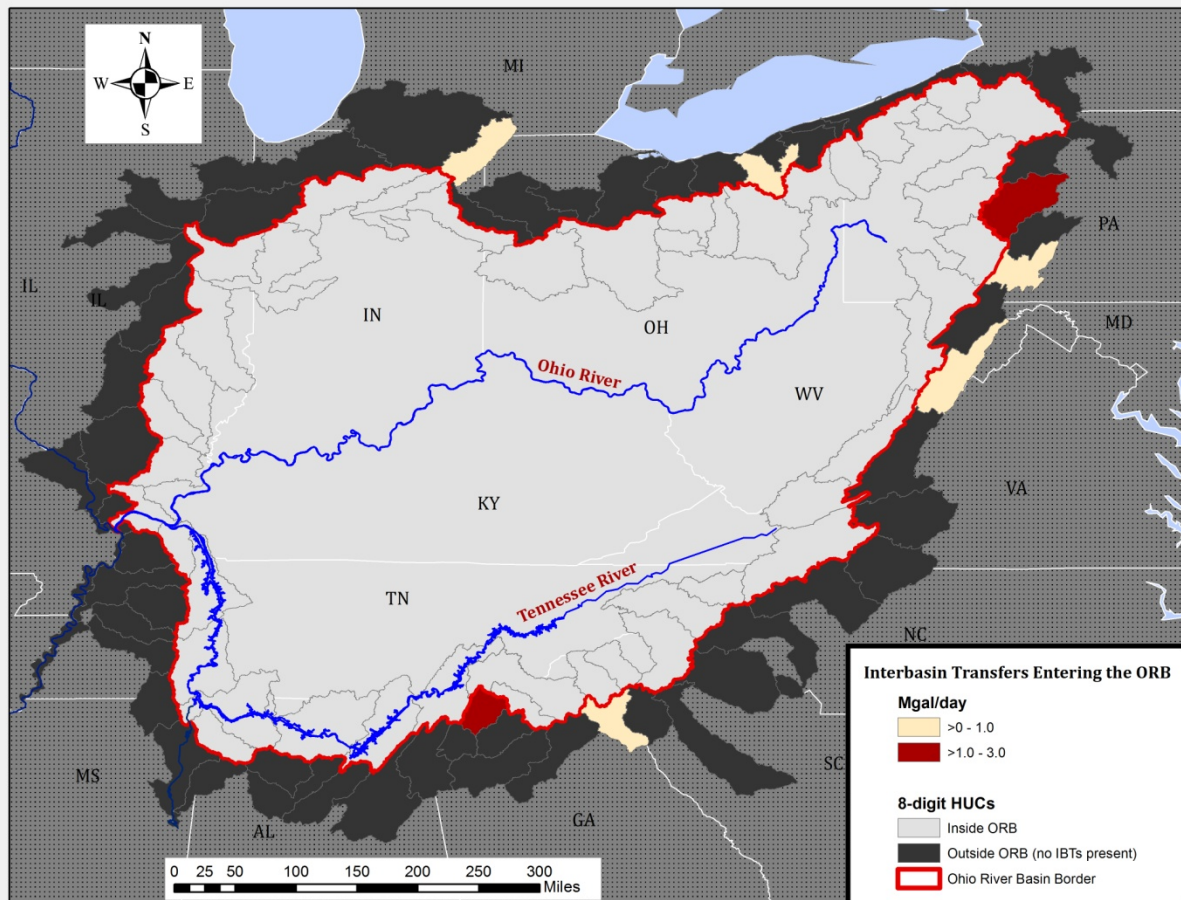 N
W E
S
MI
PA
IL
IL
IN
OH
MD
Ohio River
WV
KY
VA
Tennessee River
TN
NC
MS
AL
GA
SC
Interbasin Transfers Entering the ORB
Mgal/day
>0 - 1.0
>1.0 - 3.0
8-digit HUCs
Inside ORB
Outside ORB (no IBTs present)
Ohio River Basin Border
0 25 50 100 150 200 250 300
Miles